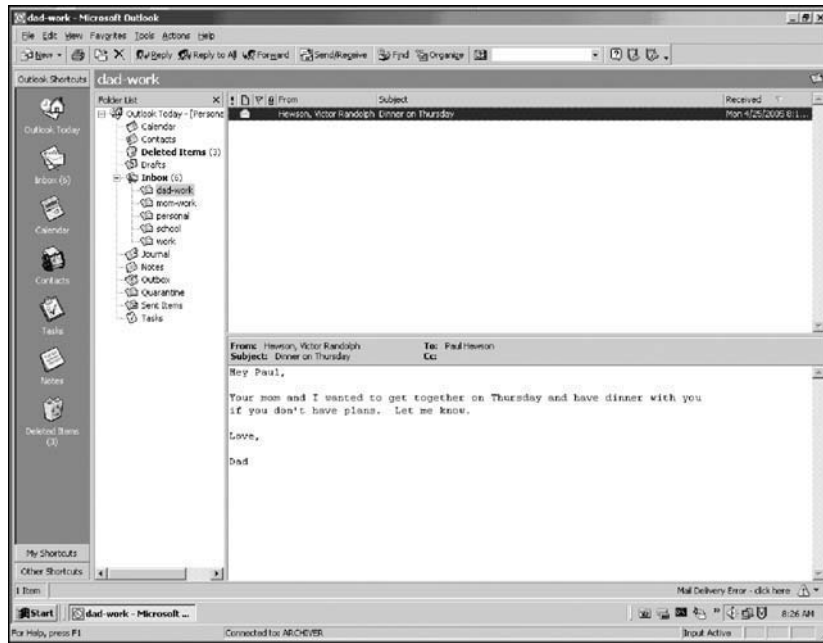 dad-work - Microsoft Outlook
File Edit View Favorites Tools Actions Help
New Reply Reply to All Forward Send/Receive Find Organize
Outlook Shortcuts
dad-work
Outlook Today
Inbox (6)
Calendar
Contacts
Tasks
Notes
Deleted Items
(3)
My Shortcuts
Other Shortcuts
Folder List X
Outlook Today - [Persona
Calendar
Contacts
Deleted Items (3)
Drafts
Inbox (6)
dad-work
mom-work
personal
school
work
Journal
Notes
Outbox
Quarantine
Sent Items
Tasks
! From Subject Received
Hewson, Victor Randolph Dinner on Thursday Mon 4/25/2005 8:1...
From: Hewson, Victor Randolph To: Paul Hewson
Subject: Dinner on Thursday Cc:
Hey Paul,
Your mom and I wanted to get together on Thursday and have dinner with you
if you don't have plans. Let me know.
Love,
Dad
1 Item Mail Delivery Error - click here
Start dad-work - Microsoft ... 8:26 AM
For Help, press F1 Connected to: ARCHIVER Input Active